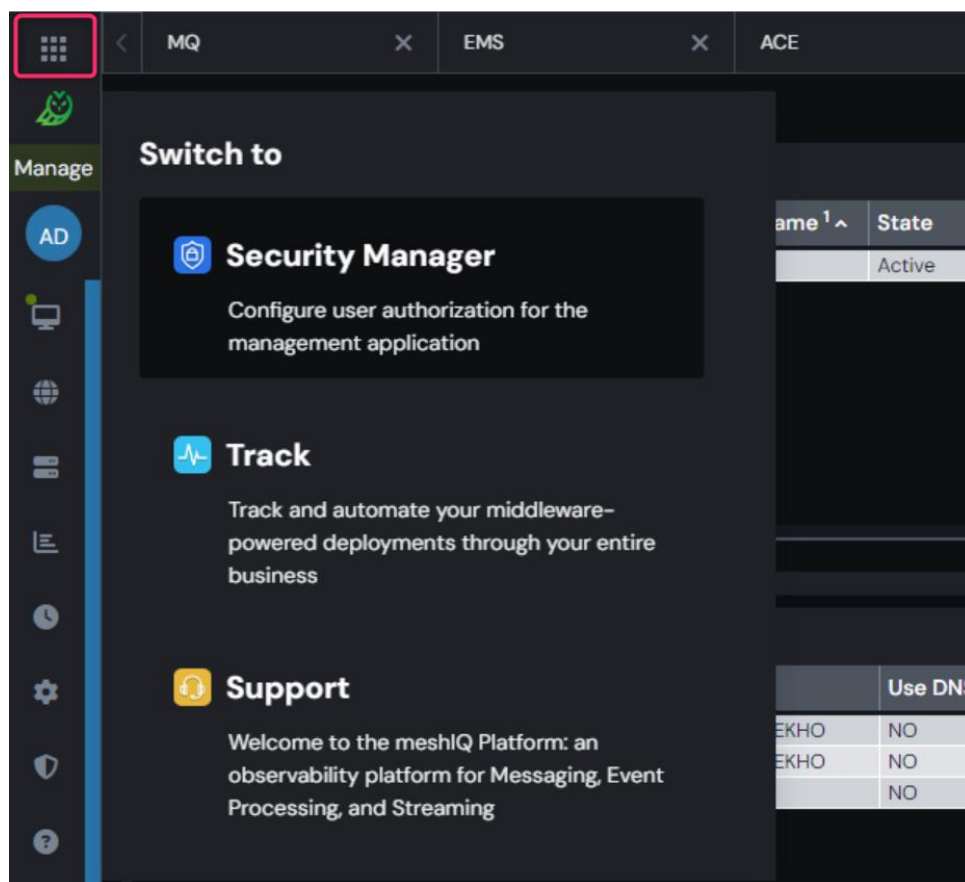 MQ
EMS
ACE
Manage
AD
Switch to
Security Manager
Configure user authorization for the
management application
Track
Track and automate your middleware-
powered deployments through your entire
business
Support
Welcome to the meshIQ Platform: an
observability platform for Messaging, Event
Processing, and Streaming
ame 1 State
Active
Use DNS
EKHO NO
EKHO NO
NO